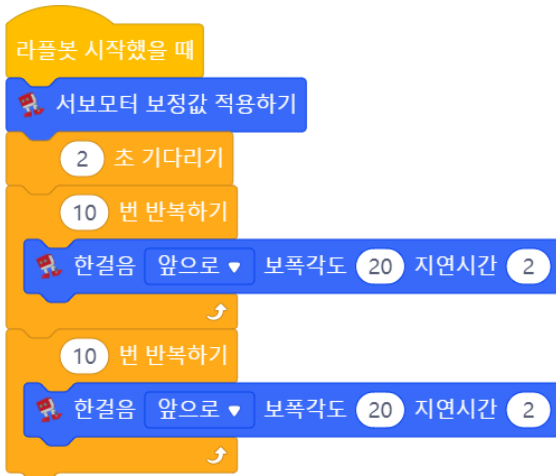 라플봇 시작했을 때
서보모터 보정값 적용하기
2 초 기다리기
10 번 반복하기
한걸음 앞으로 보폭각도 20 지연시간 2
10 번 반복하기
한걸음 앞으로 보폭각도 20 지연시간 2